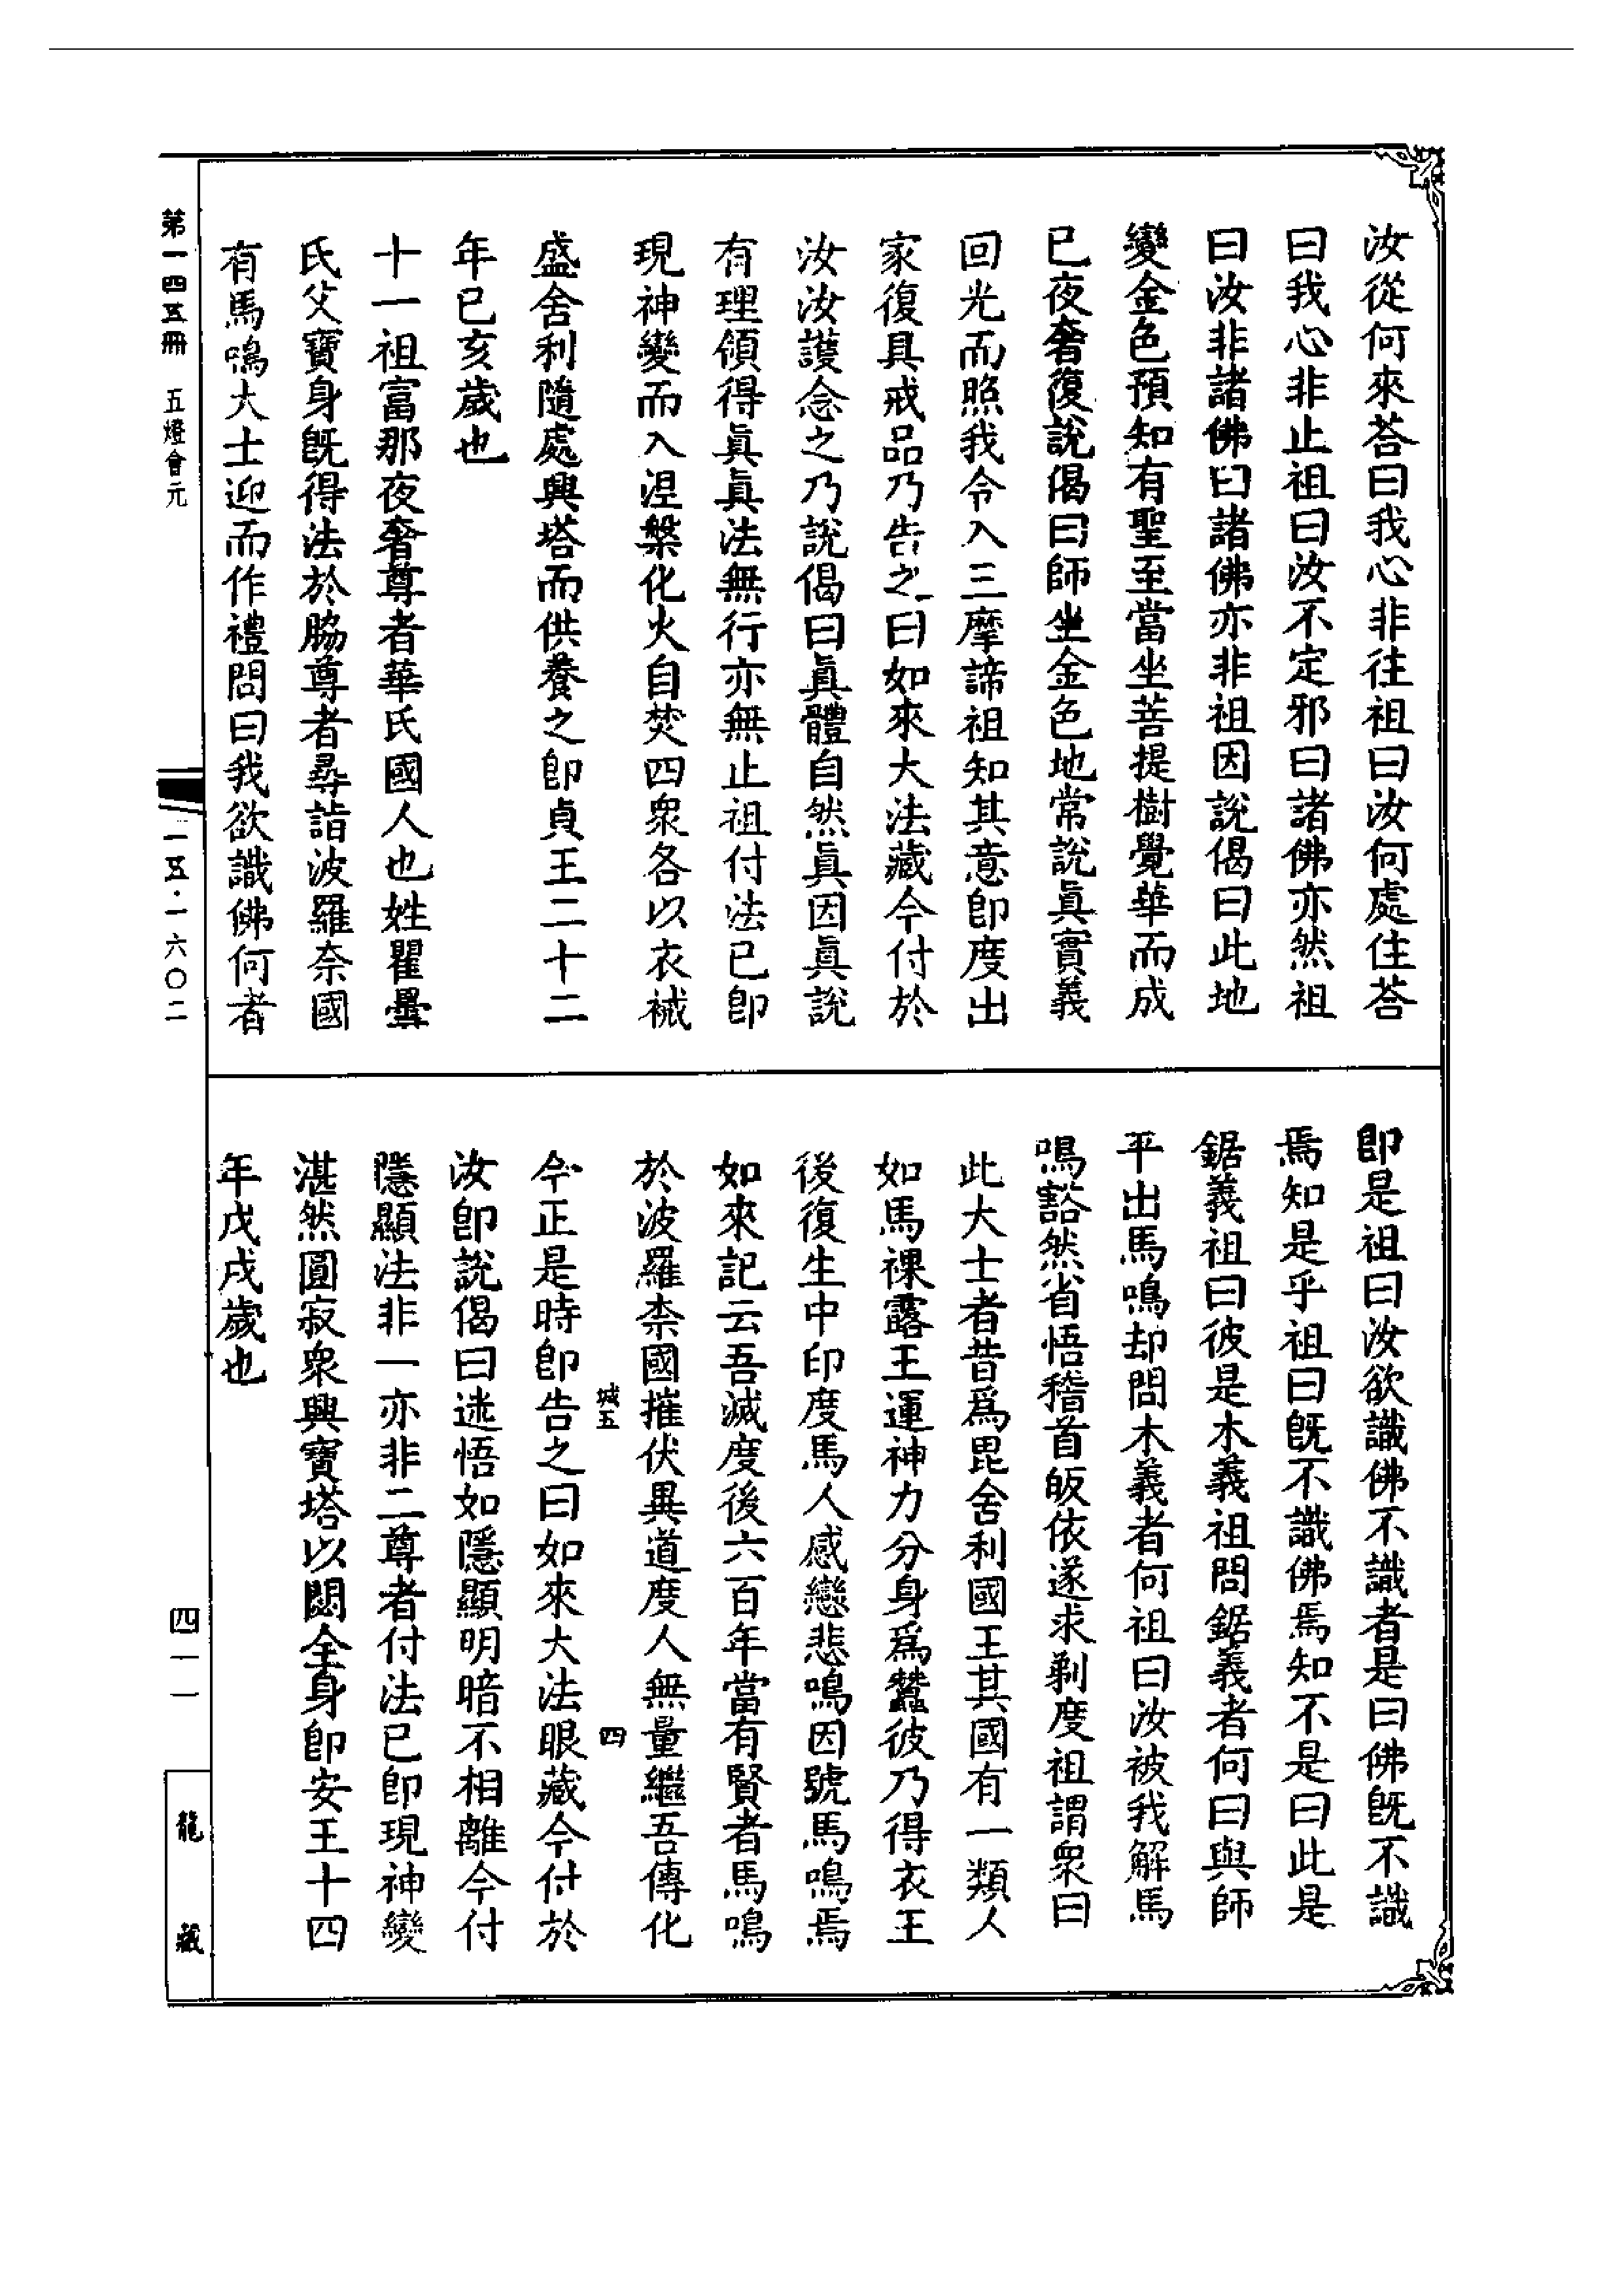 汝從何來荅曰我心非往祖曰汝何處住荅
曰我心非止祖曰汝不定邪曰諸佛亦然祖
曰汝非諸佛曰諸佛亦非祖因說偈曰此地
變金色預知有聖至當坐菩提樹覺華而成
已夜奢復說偈曰師坐金色地常說眞實義
回光而照我令入三摩諦祖知其意卽度出
家復具戒品乃告之曰如來大法藏今付於
汝汝護念之乃說偈曰眞體自然眞因眞說
有理領得眞眞法無行亦無止祖付法已卽
現神變而入涅槃化火自焚四衆各以衣祴
盛舍利隨處興塔而供養之卽貞王二十二
年已亥歲也
十一祖富那夜奢尊者華氏國人也姓瞿曇
氏父寶身旣得法於脇尊者尋詣波羅奈國
有馬鳴大士迎而作禮問曰我欲識佛何者
卽是祖曰汝欲識佛不識者是曰佛旣不識
焉知是乎祖曰旣不識佛焉知不是曰此是
鋸義祖曰彼是木義祖問鋸義者何曰與師
平出馬鳴却問木義者何祖曰汝被我解馬
鳴豁然省悟稽首皈依遂求剃度祖謂衆曰
此大士者昔爲毘舍利國王其國有一類人
如馬裸露王運神力分身爲蠶彼乃得衣王
後復生中印度馬人感戀悲鳴因號馬鳴焉
如來記云吾滅度後六百年當有賢者馬鳴
於波羅柰國摧伏異道度人無量繼吾傳化
城五 四
今正是時卽告之曰如來大法眼藏今付於
汝卽說偈曰迷悟如隱顯明暗不相離今付
隱顯法非一亦非二尊者付法已卽現神變
湛然圓寂衆興寶塔以閟全身卽安王十四
年戊戌歲也
第一四五冊 五燈會元
一五·一六〇二
四一一
龍藏